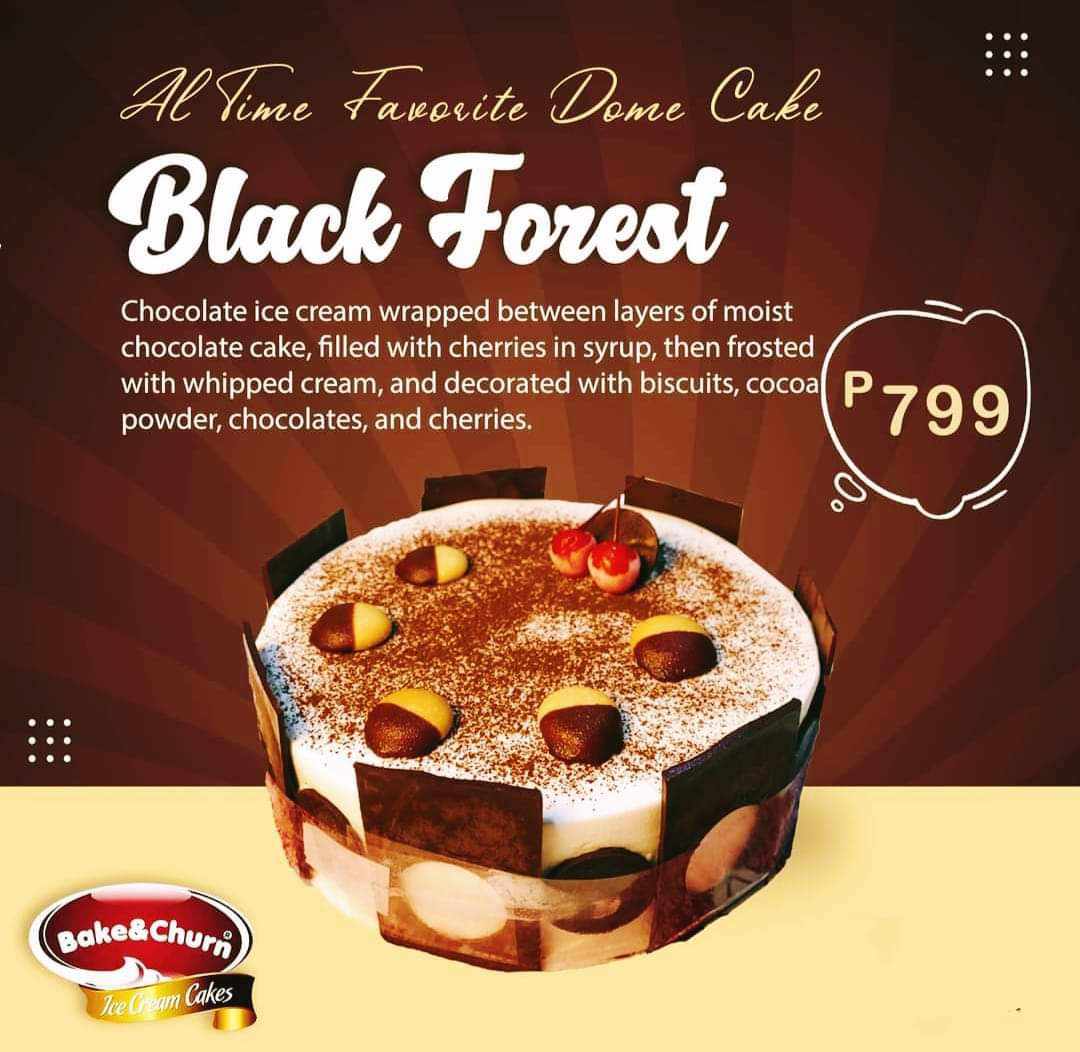 Al Time Favorite Dome Cake
Black Forest
Chocolate ice cream wrapped between layers of moist
chocolate cake, filled with cherries in syrup, then frosted
with whipped cream, and decorated with biscuits, cocoa
powder, chocolates, and cherries.
P799
Bake&Churn®
Ice Cream Cakes